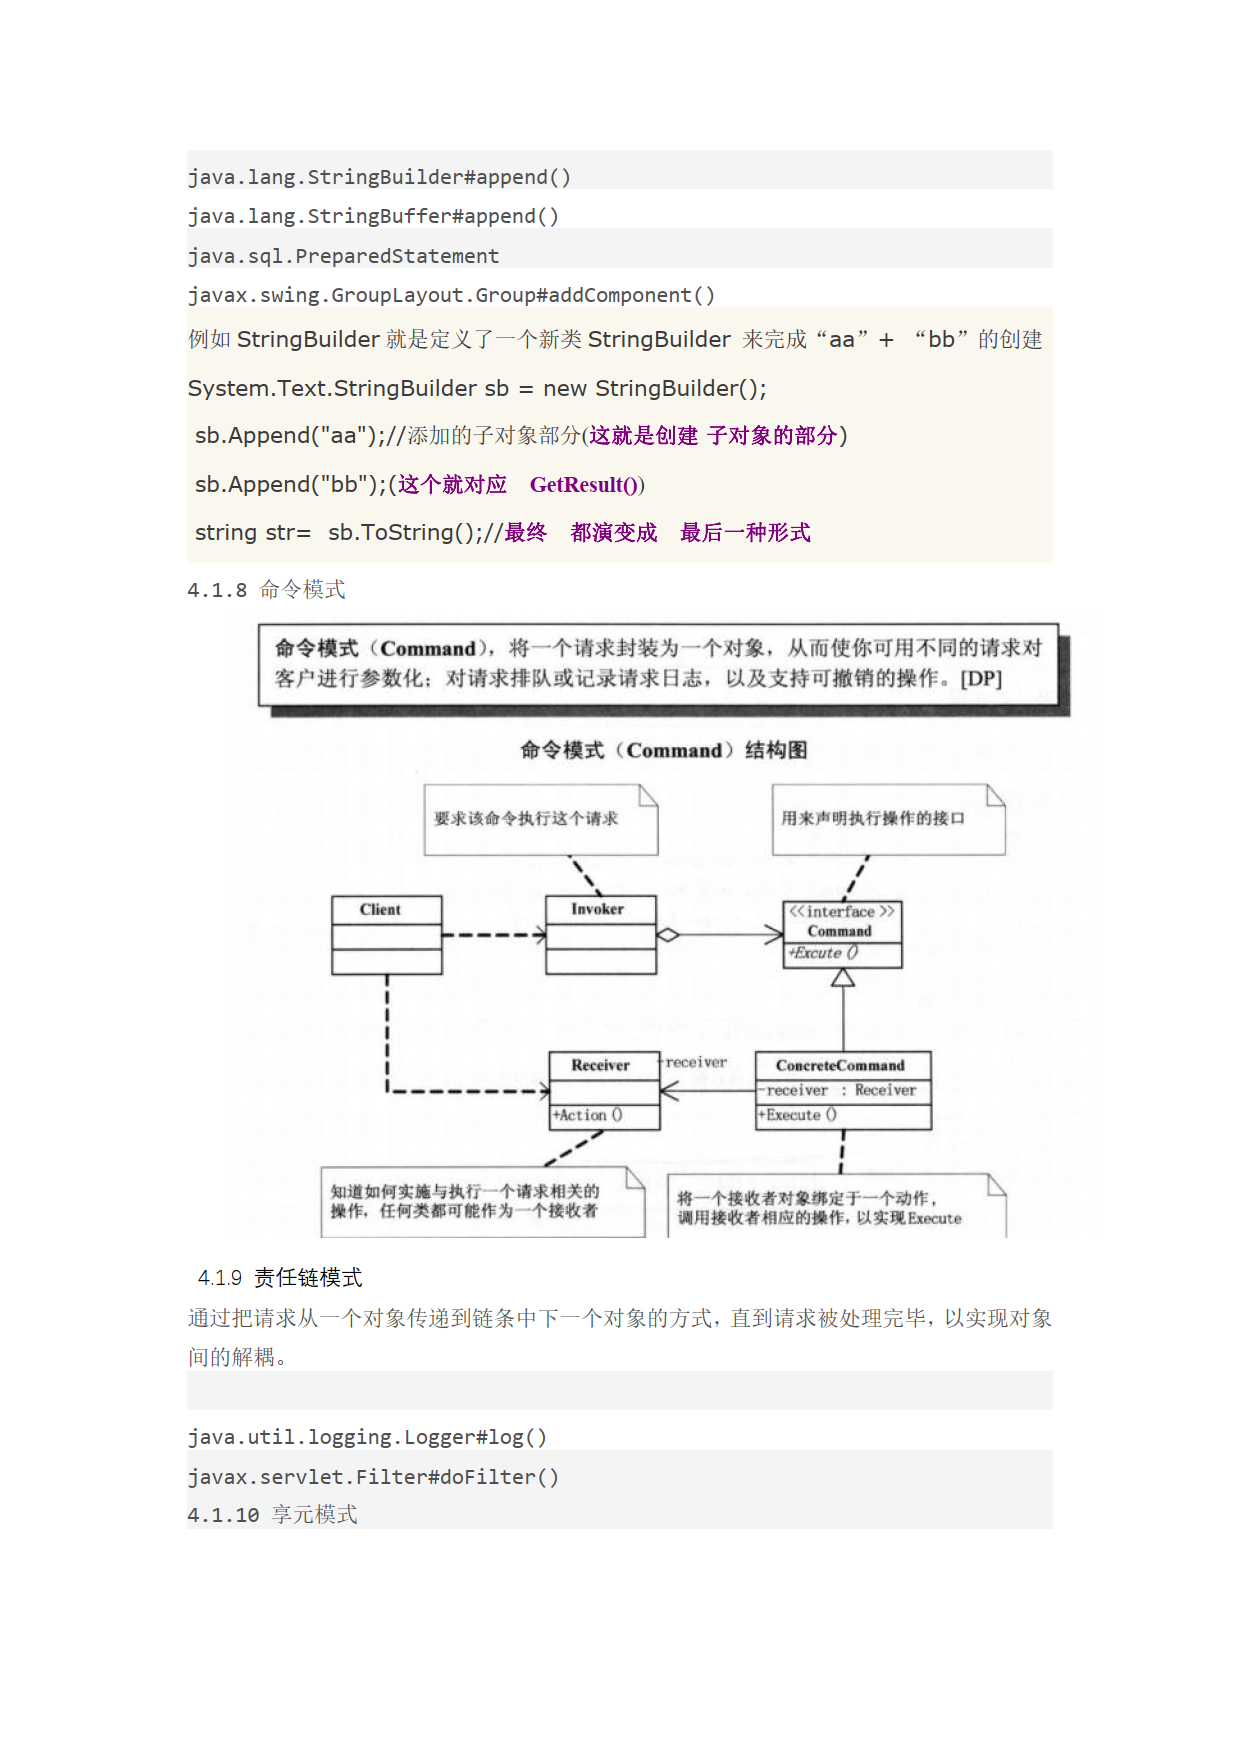 java.lang.StringBuilder#append()
java.lang.StringBuffer#append()
java.sql.PreparedStatement
javax.swing.GroupLayout.Group#addComponent()
例如 StringBuilder 就是定义了一个新类 StringBuilder 来完成“aa”+ “bb”的创建
System.Text.StringBuilder sb = new StringBuilder();
sb.Append("aa");//添加的子对象部分(这就是创建 子对象的部分)
sb.Append("bb");(这个就对应 GetResult())
string str= sb.ToString();//最终 都演变成 最后一种形式
4.1.8 命令模式
命令模式（Command），将一个请求封装为一个对象，从而使你可用不同的请求对
客户进行参数化；对请求排队或记录请求日志，以及支持可撤销的操作。[DP]
命令模式（Command）结构图
要求该命令执行这个请求
用来声明执行操作的接口
Client
Invoker
<<interface>>
Command
+Excute()
Receiver
-receiver
ConcreteCommand
-receiver : Receiver
+Action()
+Execute()
知道如何实施与执行一个请求相关的
操作，任何类都可能作为一个接收者
将一个接收者对象绑定于一个动作，
调用接收者相应的操作，以实现Execute
4.1.9 责任链模式
通过把请求从一个对象传递到链条中下一个对象的方式，直到请求被处理完毕，以实现对象
间的解耦。
java.util.logging.Logger#log()
javax.servlet.Filter#doFilter()
4.1.10 享元模式